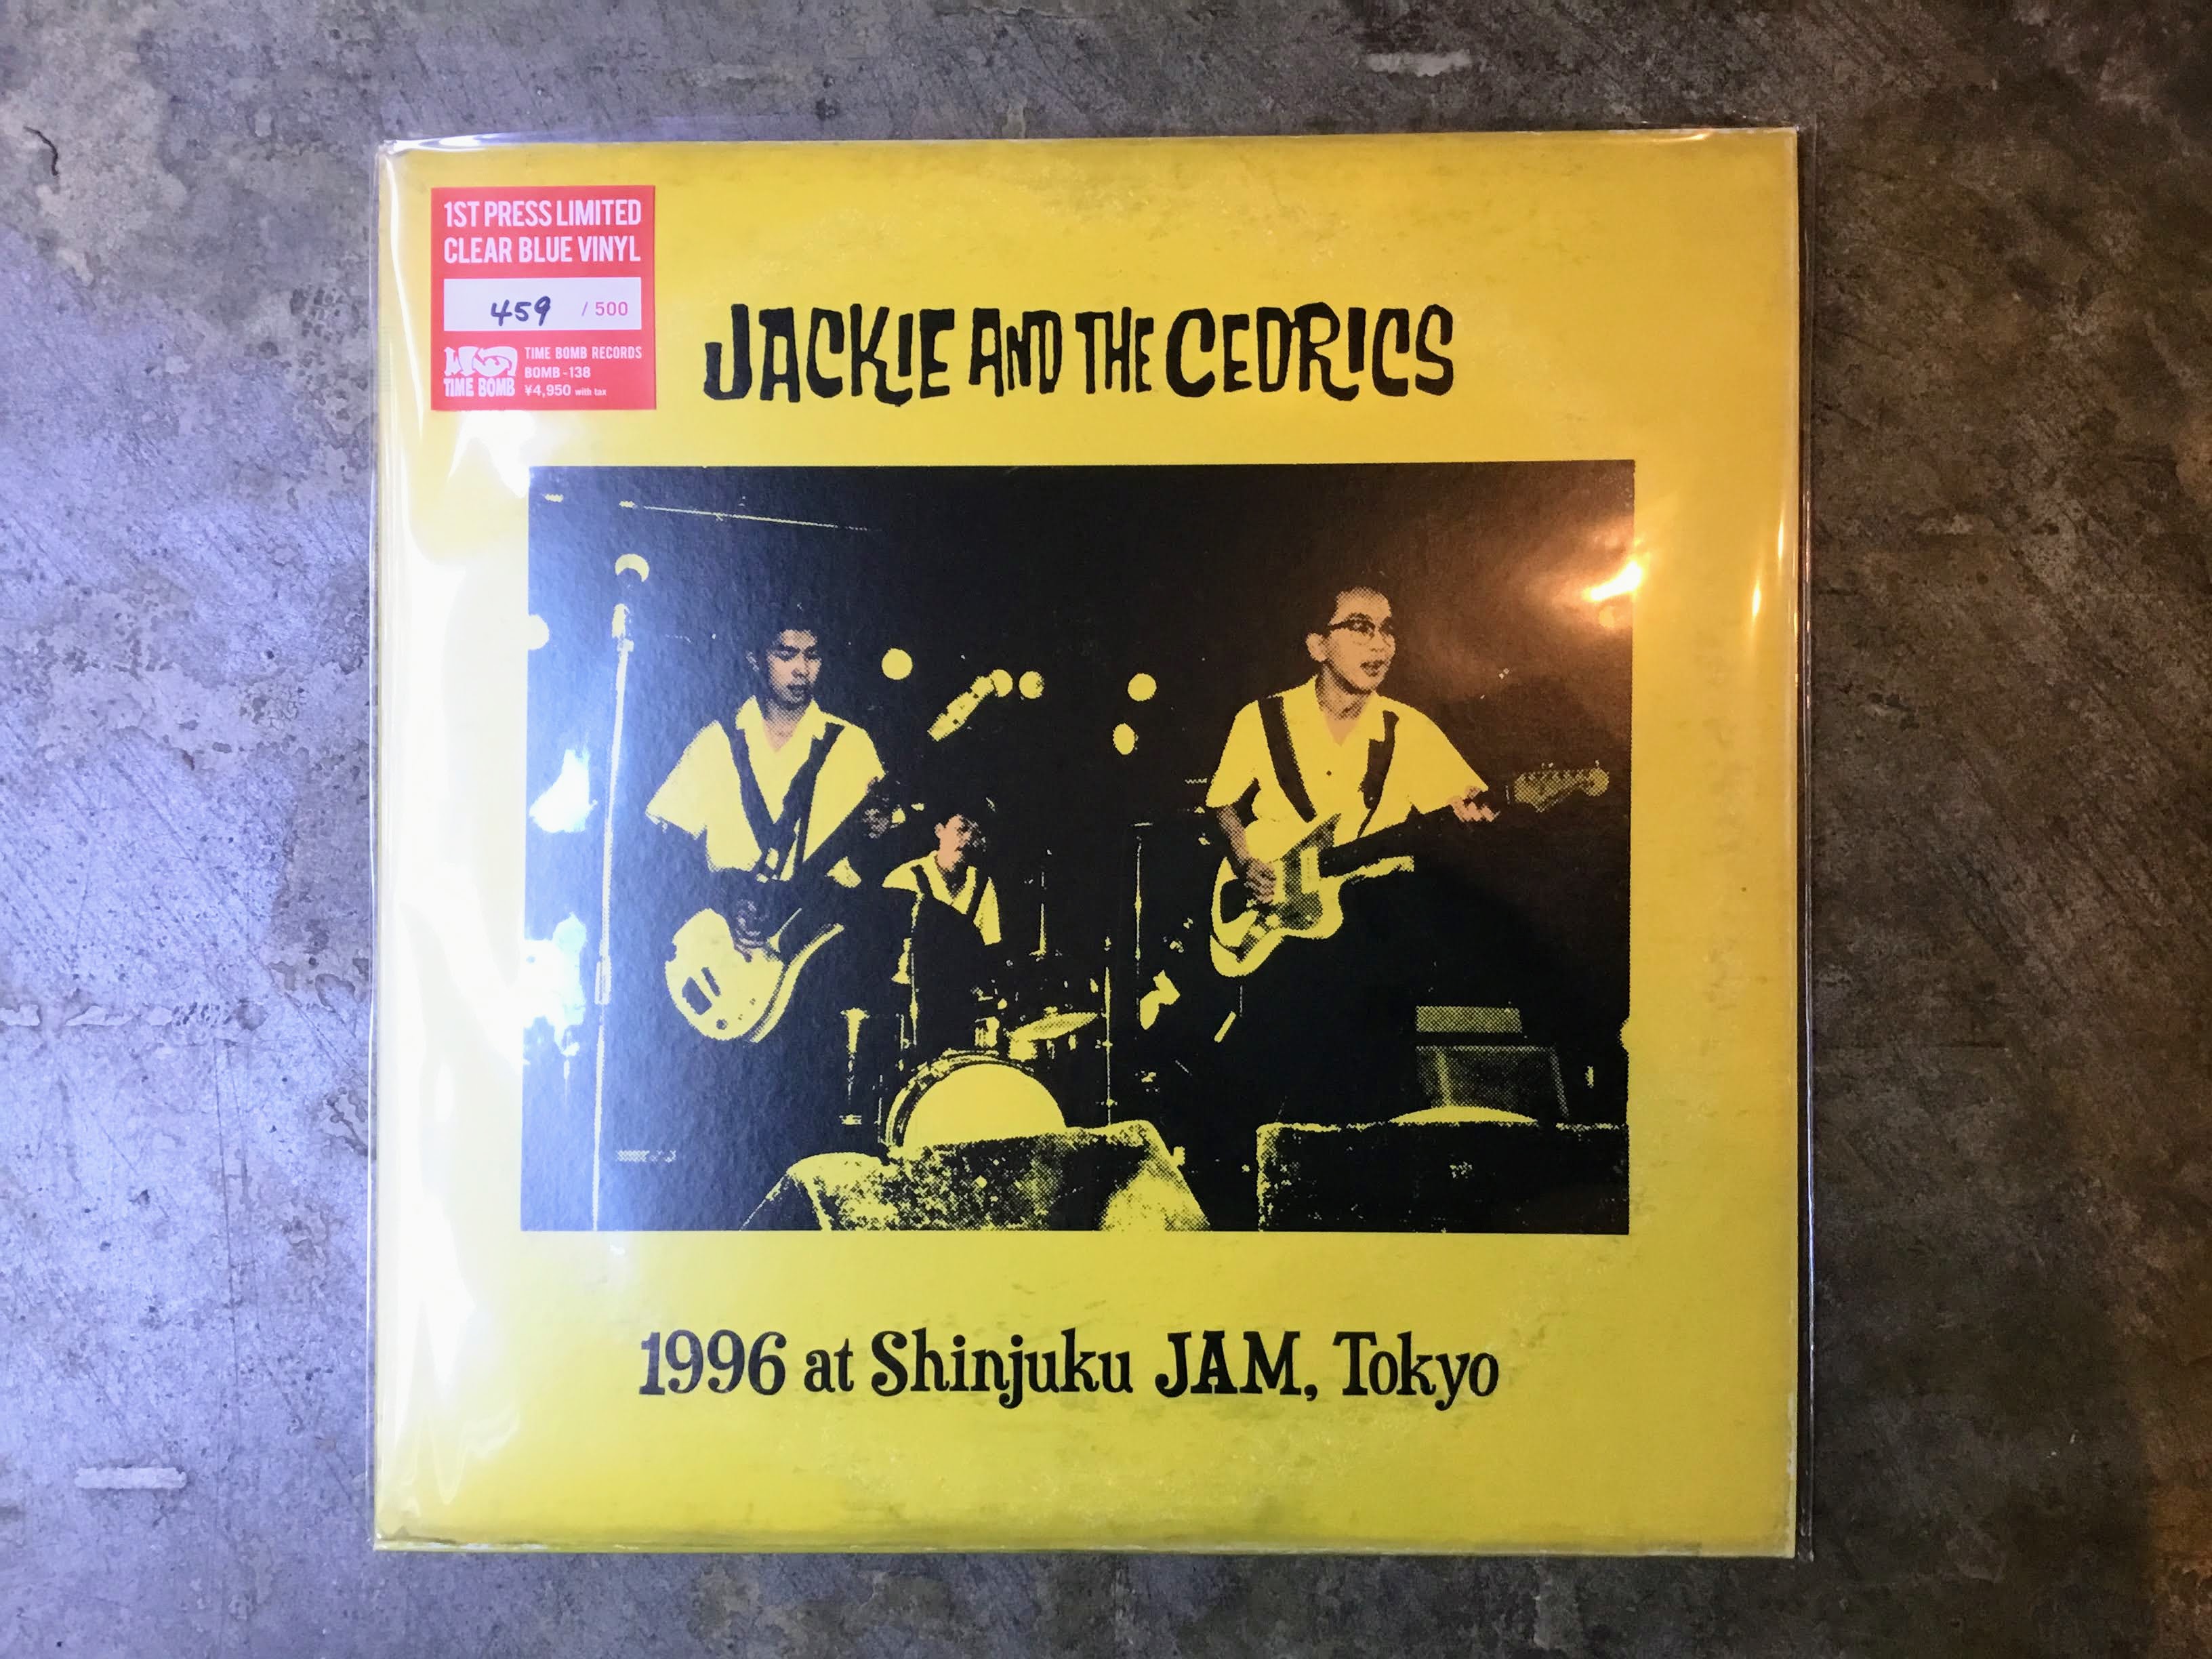 1ST PRESS LIMITED
CLEAR BLUE VINYL
459 / 500
TIME BOMB
TIME BOMB RECORDS
BOMB-138
¥4,950 with tax
JACKIE AND THE CEDRICS
1996 at Shinjuku JAM, Tokyo